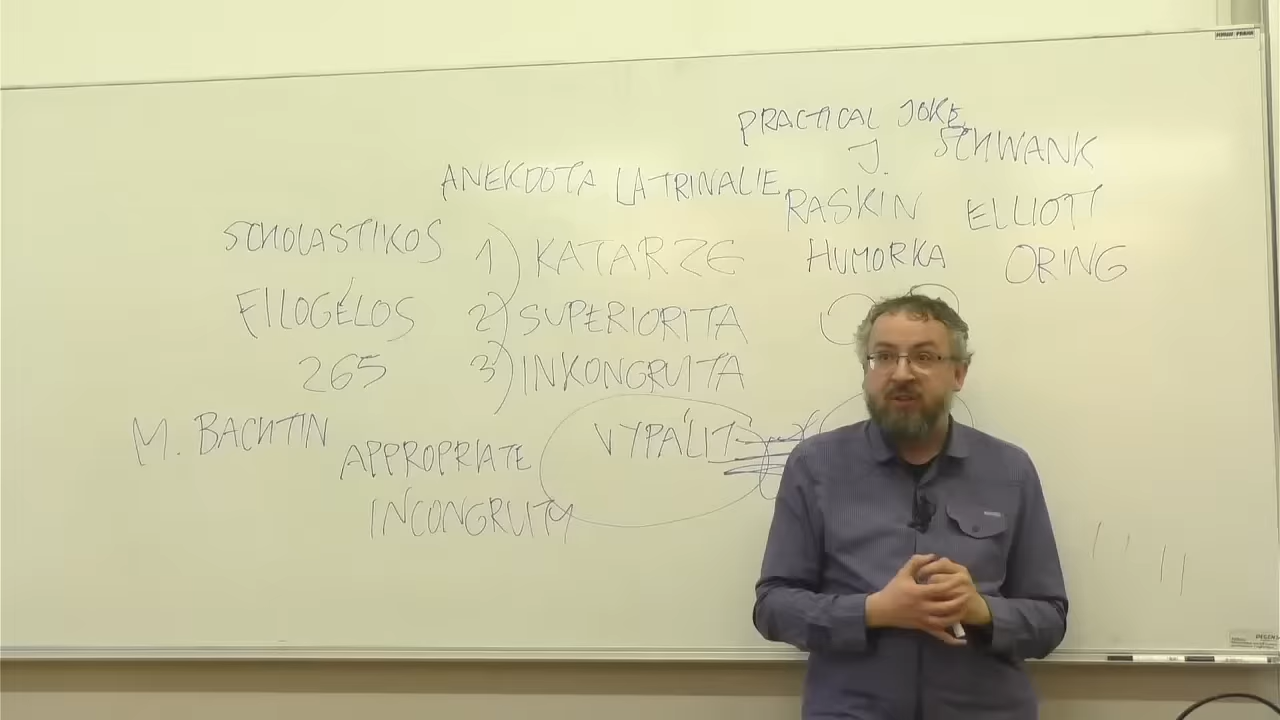 PRACTICAL JOKE
J. SCHWANK
ANEKDOTA LATRINALIE RASKIN ELLIOTT
SCHOLASTIKOS 1) KATARZE HUMORKA ORING
FILOGÉLOS 2) SUPERIORITA
265 3) INKONGRUITA
M. BACHTIN APPROPRIATE VYPÁLIT
INCONGRUITY